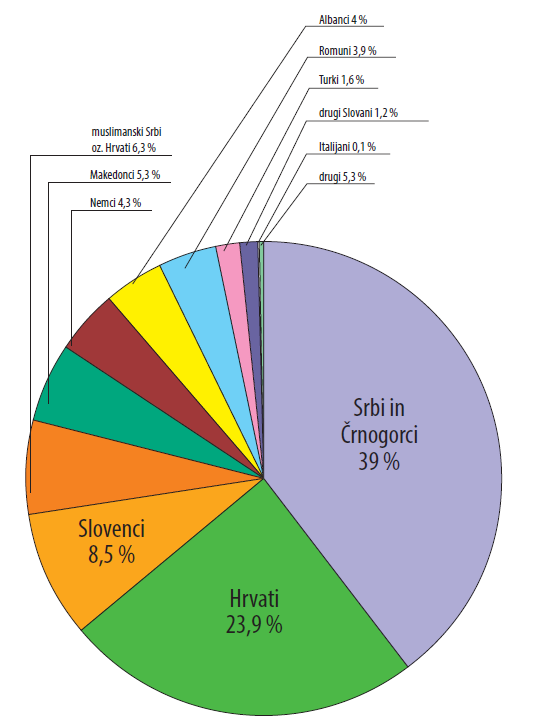 Albanci 4 %
Romuni 3,9 %
Turki 1,6 %
drugi Slovani 1,2 %
Italijani 0,1 %
drugi 5,3 %
muslimanski Srbi
oz. Hrvati 6,3 %
Makedonci 5,3 %
Nemci 4,3 %
Srbi in
Črnogorci
39 %
Slovenci
8,5 %
Hrvati
23,9 %